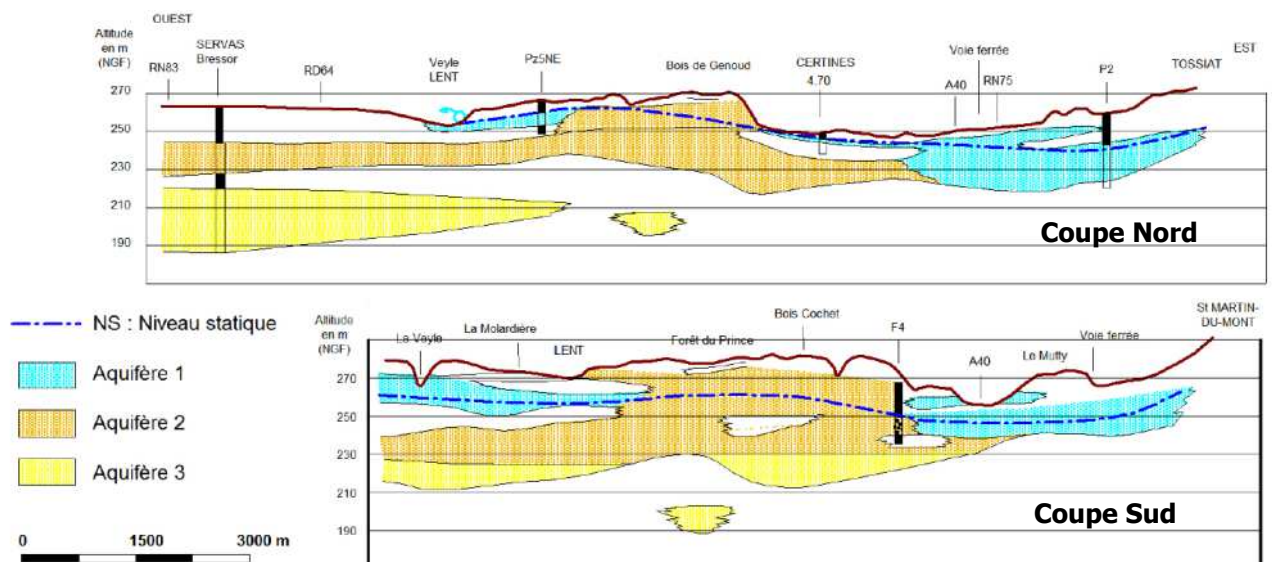 OUEST
EST
Altitude
en m
(NGF)
RN83
SERVAS
Bressor
RD64
Veyle
LENT
Pz5NE
Bois de Genoud
CERTINES
4.70
Voie ferrée
A40
RN75
P2
TOSSIAT
270
250
230
210
190
Coupe Nord
NS : Niveau statique
Aquifère 1
Aquifère 2
Aquifère 3
0 1500 3000 m
Altitude
en m
(NGF)
La Veyle
La Molardière
LENT
Forêt du Prince
Bois Cochet
F4
A40
Le Mutty
Voie ferrée
St MARTIN-
DU-MONT
270
250
230
210
190
Coupe Sud